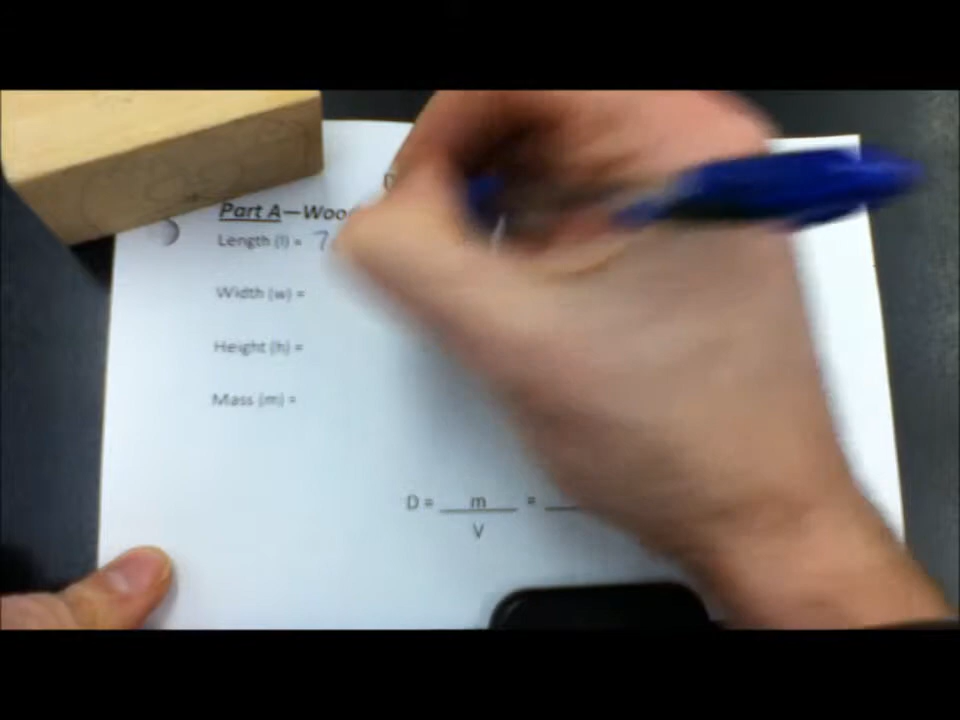 Part A—Woo
Length (l) = 7
Width (w) =
Height (h) =
Mass (m) =
D = m =
V